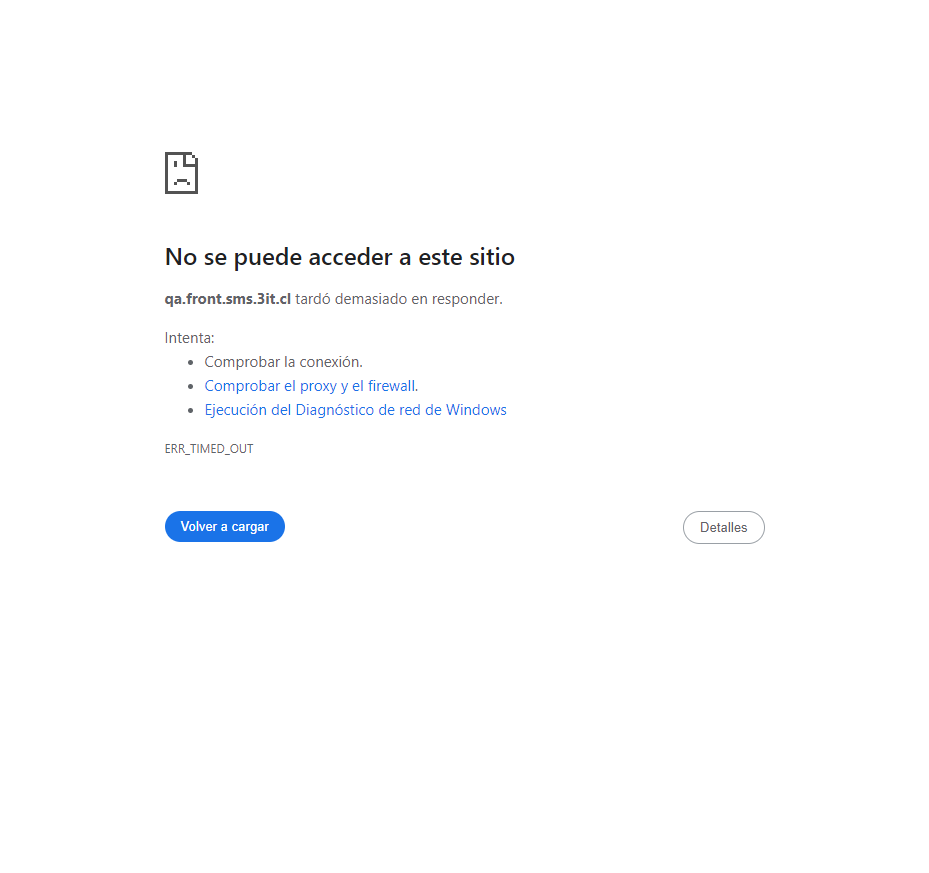 No se puede acceder a este sitio
qa.front.sms.3it.cl tardó demasiado en responder.
Intenta:
Comprobar la conexión.
Comprobar el proxy y el firewall.
Ejecución del Diagnóstico de red de Windows
ERR_TIMED_OUT
Volver a cargar
Detalles